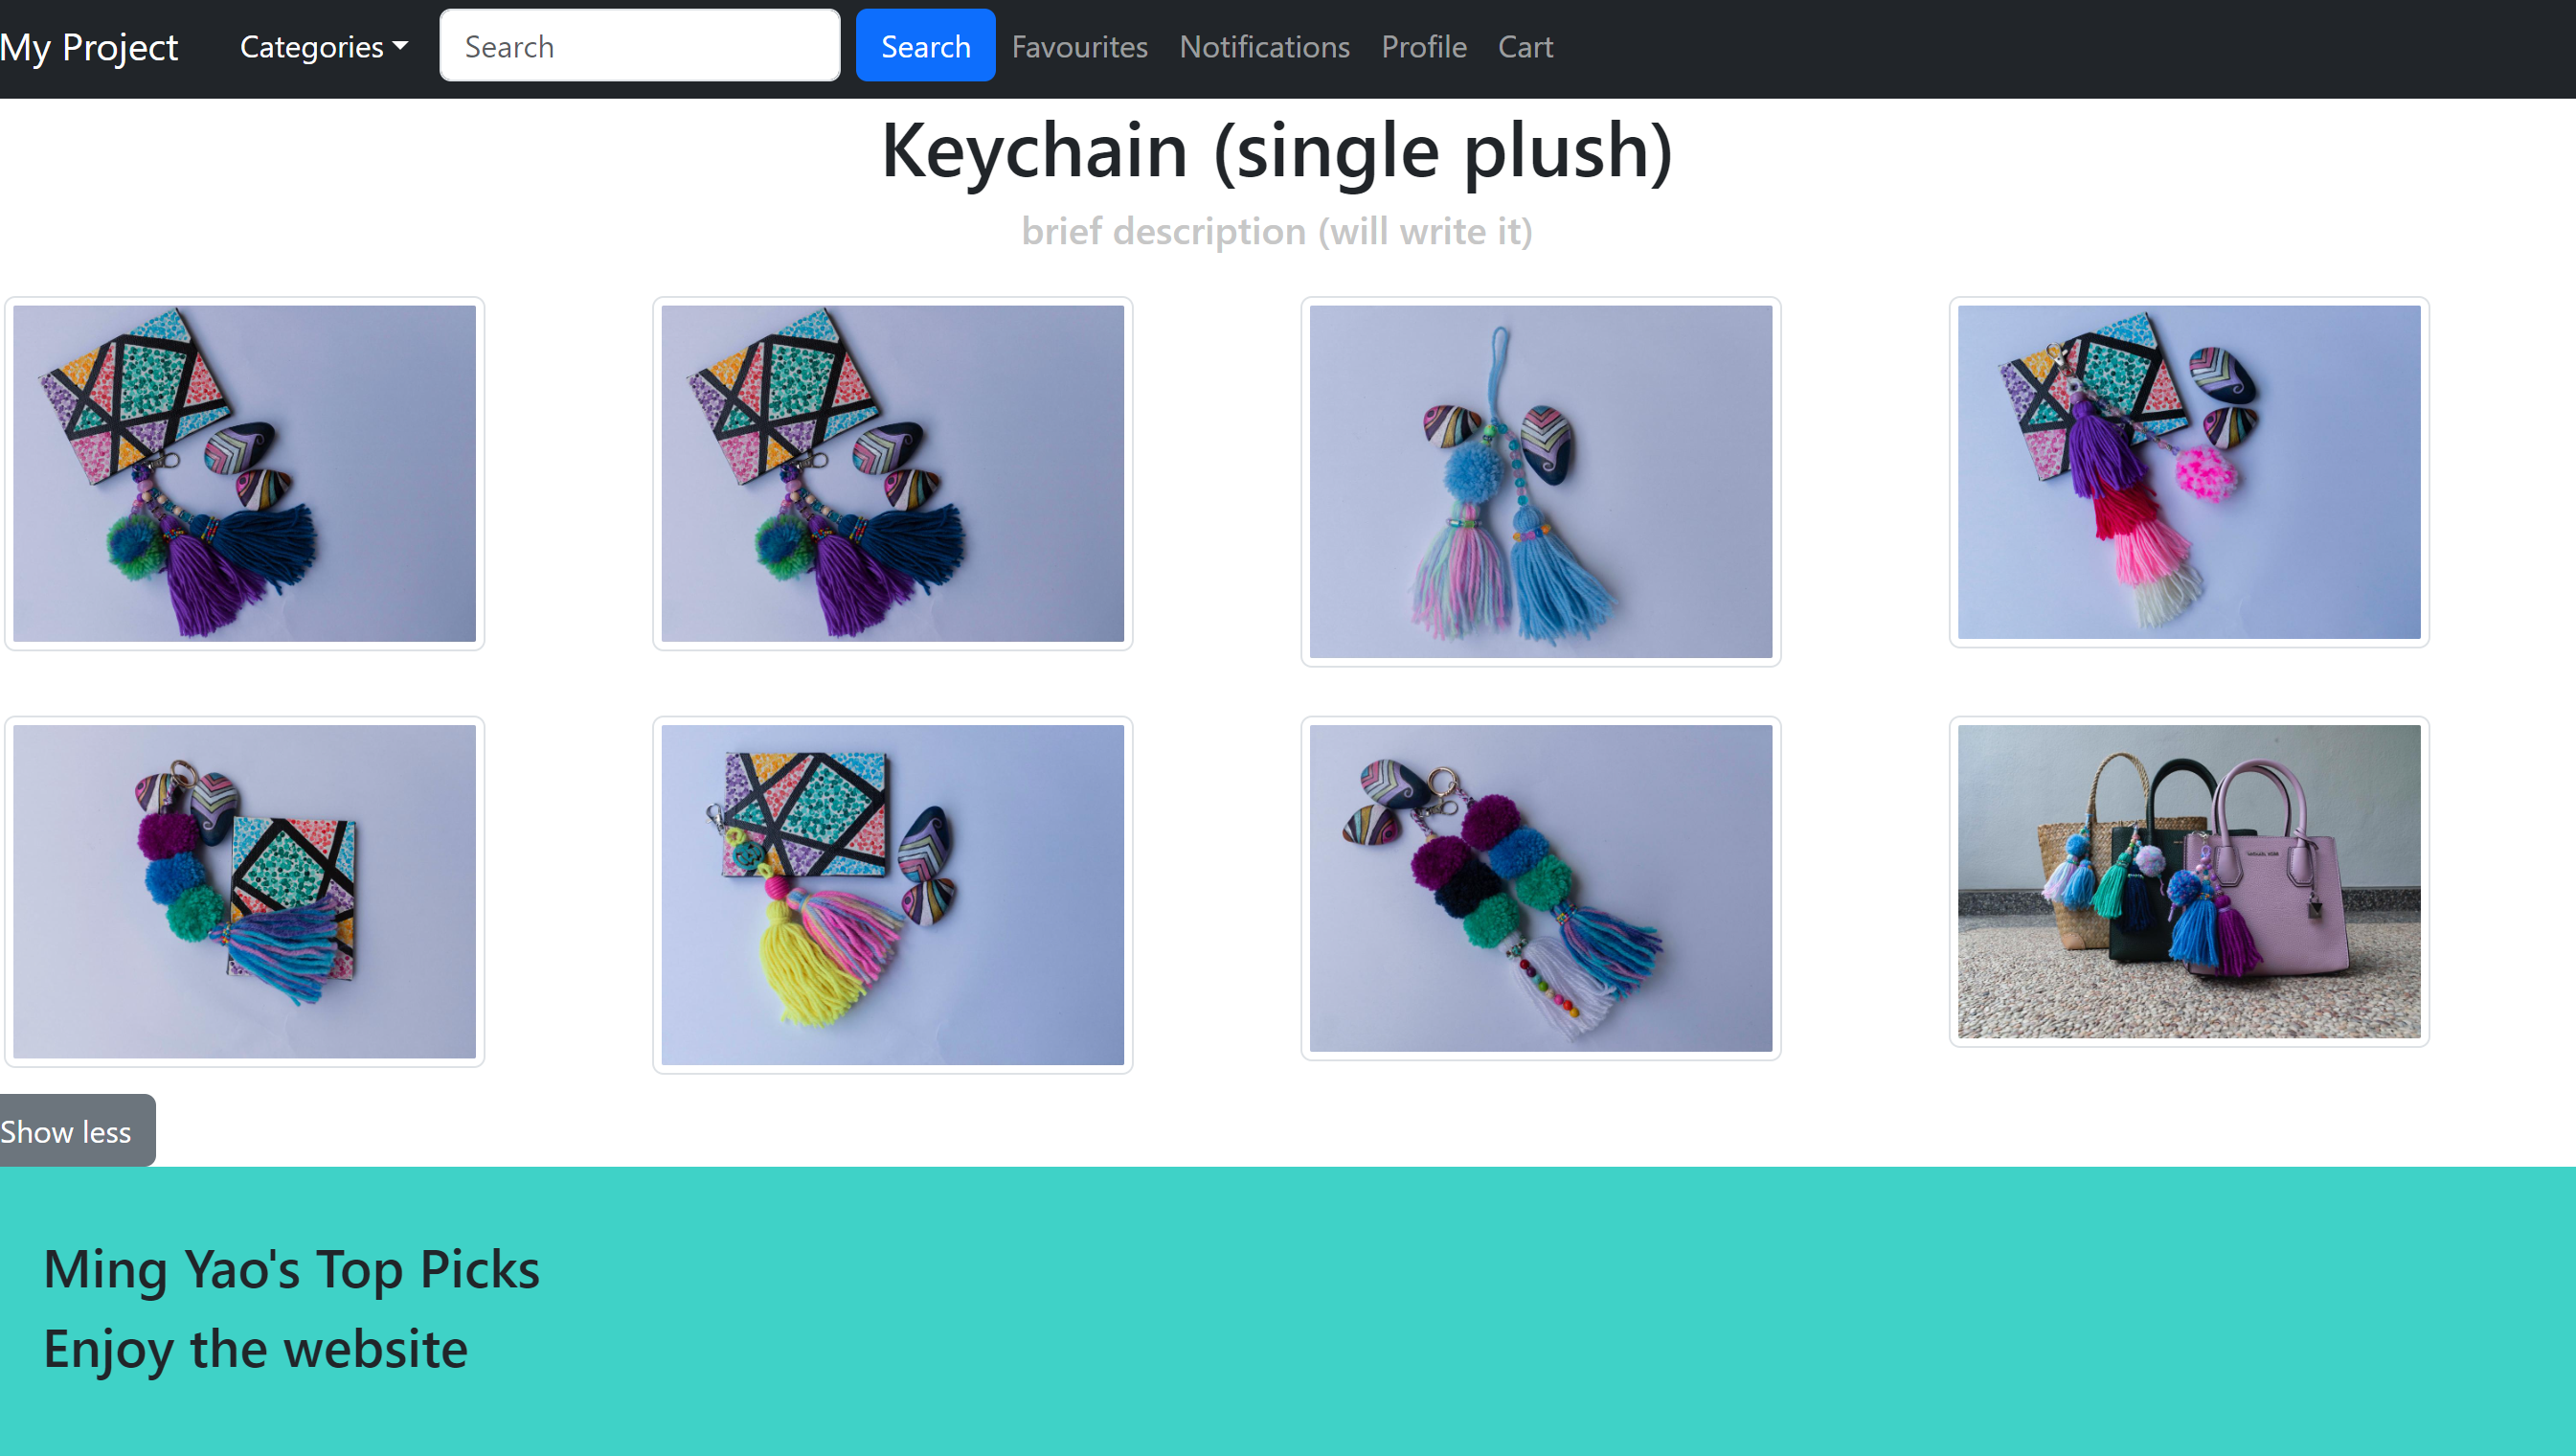 My Project Categories Search Search Favourites Notifications Profile Cart
Keychain (single plush)
brief description (will write it)
Show less
Ming Yao's Top Picks
Enjoy the website